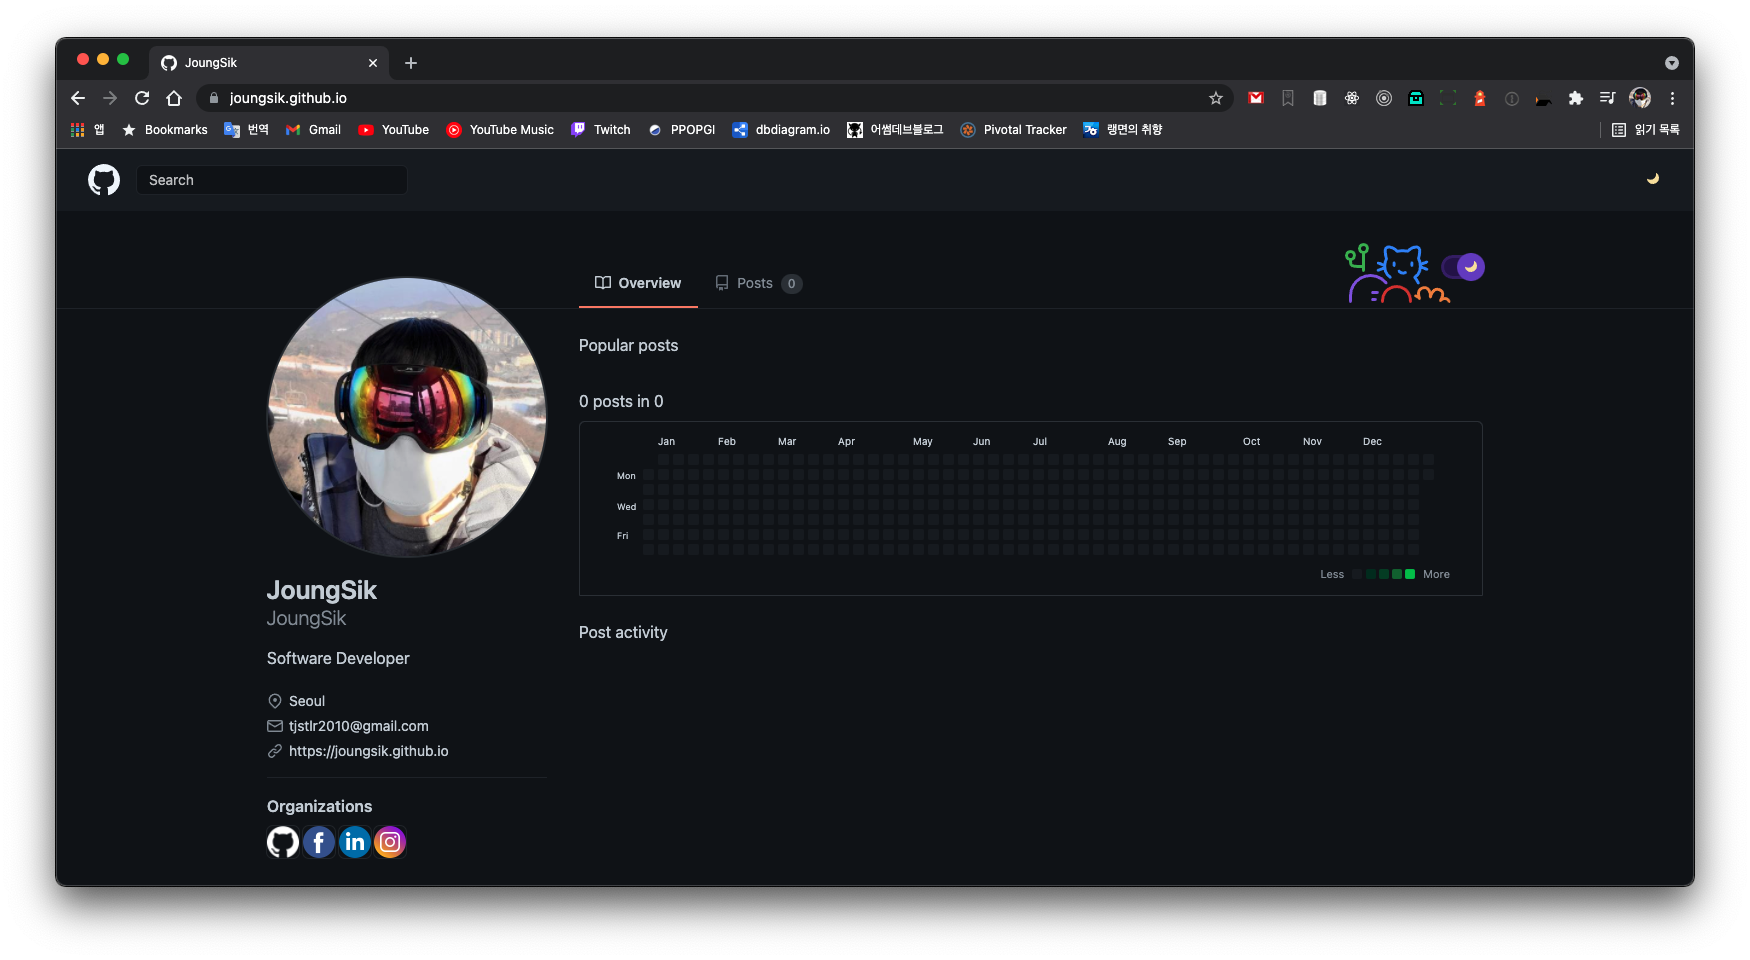 JoungSik
joungsik.github.io
앱 Bookmarks 번역 Gmail YouTube YouTube Music Twitch PPOPGI dbdiagram.io 어썸데브블로그 Pivotal Tracker 랭면의 취향 읽기 목록
Search
Overview Posts 0
Popular posts
0 posts in 0
Jan Feb Mar Apr May Jun Jul Aug Sep Oct Nov Dec
Mon
Wed
Fri
Less More
Post activity
JoungSik
JoungSik
Software Developer
Seoul
tjstlr2010@gmail.com
https://joungsik.github.io
Organizations